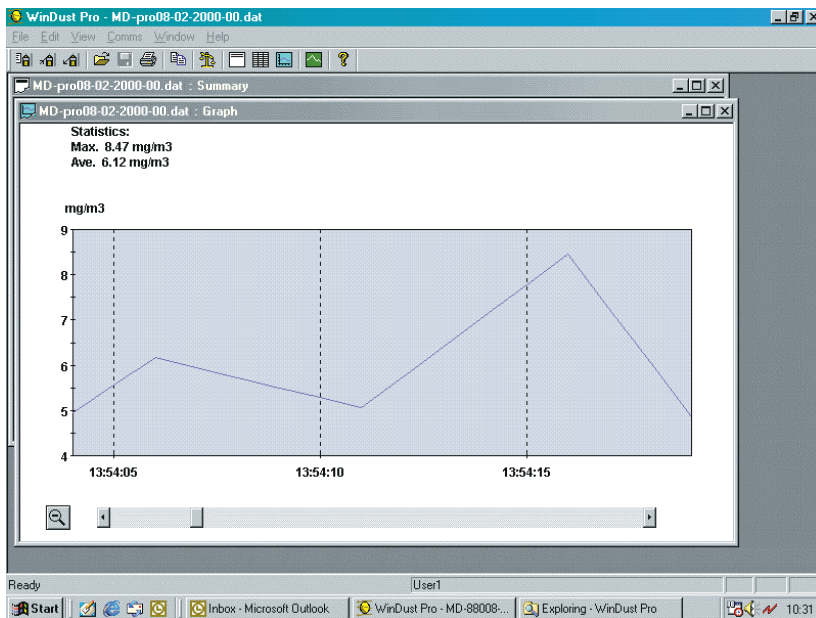 WinDust Pro - MD-pro08-02-2000-00.dat
File Edit View Comms Window Help
MD-pro08-02-2000-00.dat : Summary
MD-pro08-02-2000-00.dat : Graph
Statistics:
Max. 8.47 mg/m3
Ave. 6.12 mg/m3
mg/m3
9
8
7
6
5
4
13:54:05 13:54:10 13:54:15
Ready User1
Start Inbox - Microsoft Outlook WinDust Pro - MD-88008-... Exploring - WinDust Pro 10:31